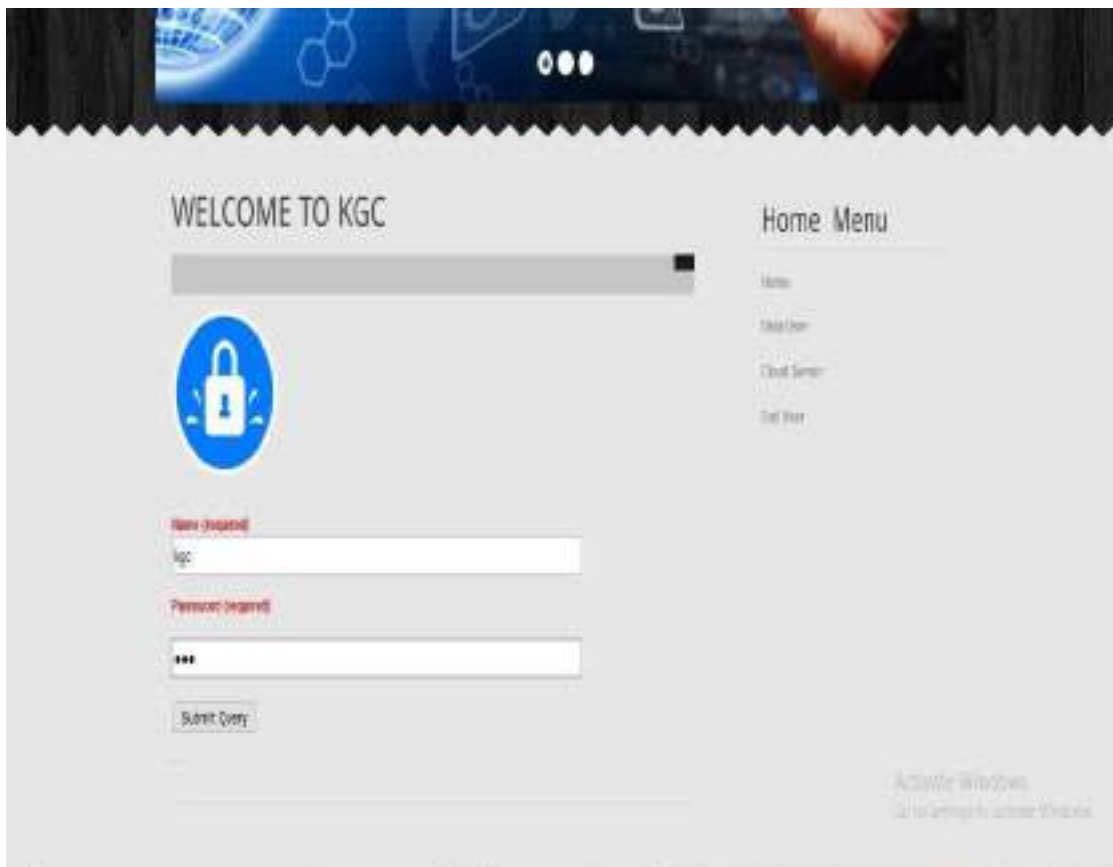 WELCOME TO KGC
Home Menu
Home
Cloud Server
End User
Name (required)
kgc
Password (required)
Submit Query
Activate Windows
Go to Settings to activate Windows.